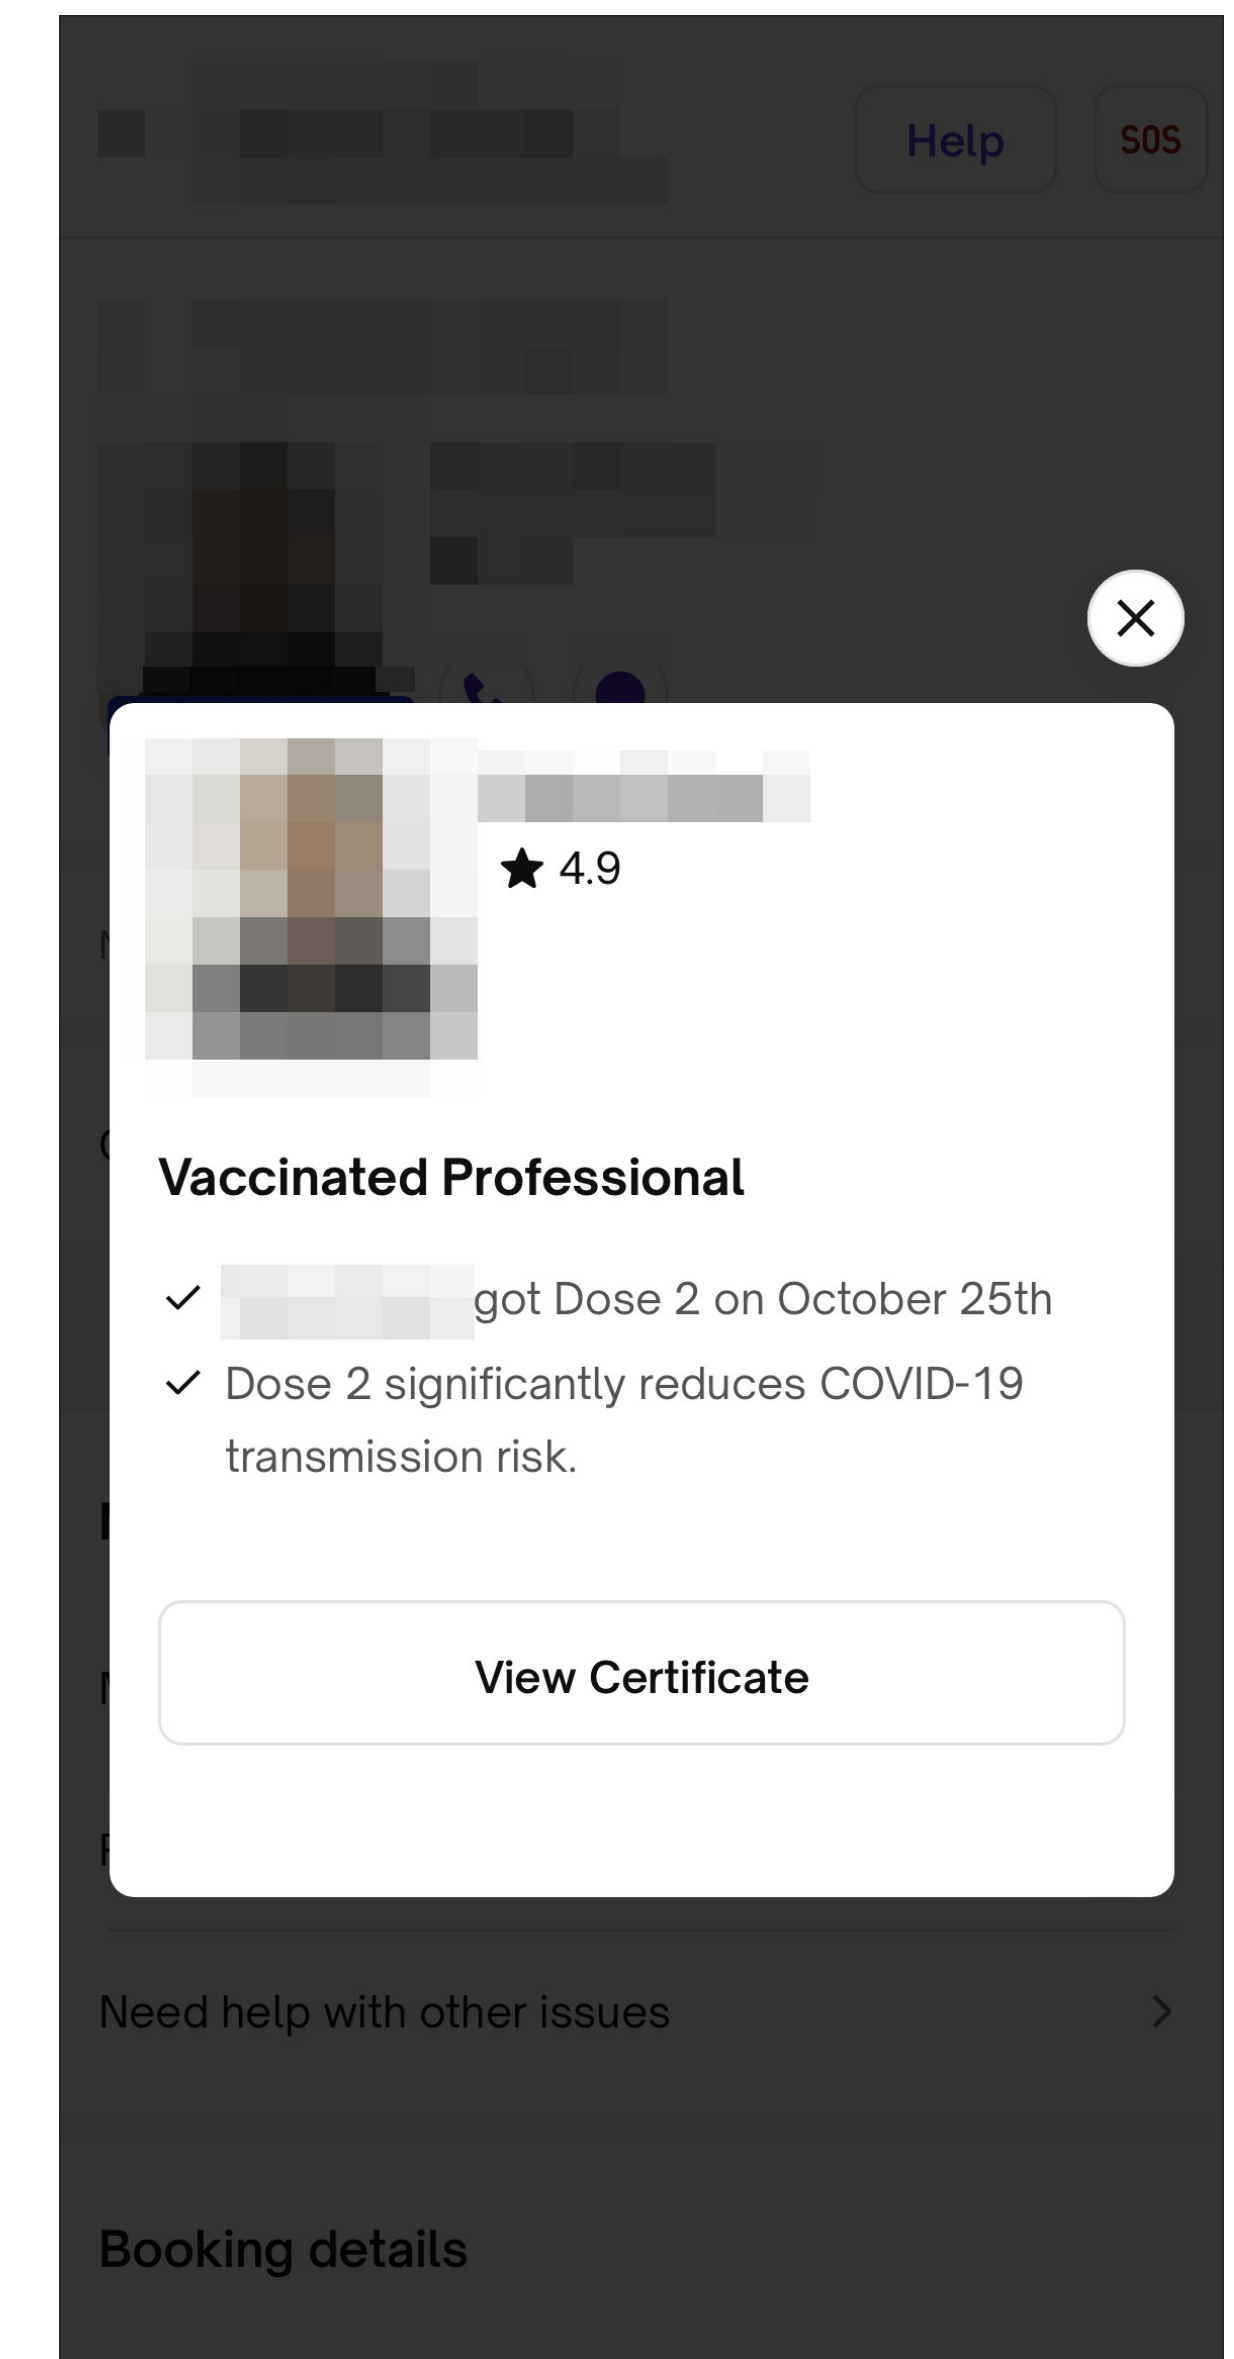 Help
SOS
4.9
Vaccinated Professional
got Dose 2 on October 25th
Dose 2 significantly reduces COVID-19
transmission risk.
View Certificate
Need help with other issues
Booking details